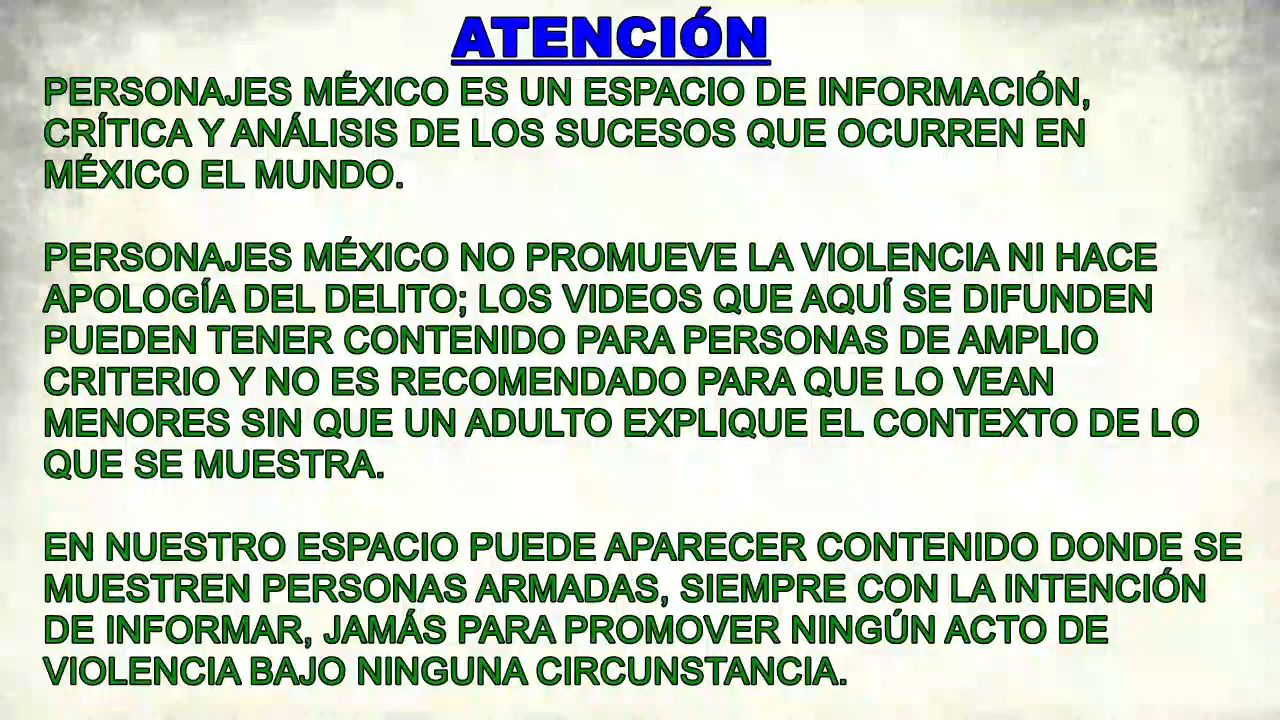 ATENCIÓN
PERSONAJES MÉXICO ES UN ESPACIO DE INFORMACIÓN,
CRÍTICA Y ANÁLISIS DE LOS SUCESOS QUE OCURREN EN
MÉXICO EL MUNDO.
PERSONAJES MÉXICO NO PROMUEVE LA VIOLENCIA NI HACE
APOLOGÍA DEL DELITO; LOS VIDEOS QUE AQUÍ SE DIFUNDEN
PUEDEN TENER CONTENIDO PARA PERSONAS DE AMPLIO
CRITERIO Y NO ES RECOMENDADO PARA QUE LO VEAN
MENORES SIN QUE UN ADULTO EXPLIQUE EL CONTEXTO DE LO
QUE SE MUESTRA.
EN NUESTRO ESPACIO PUEDE APARECER CONTENIDO DONDE SE
MUESTREN PERSONAS ARMADAS, SIEMPRE CON LA INTENCIÓN
DE INFORMAR, JAMÁS PARA PROMOVER NINGÚN ACTO DE
VIOLENCIA BAJO NINGUNA CIRCUNSTANCIA.